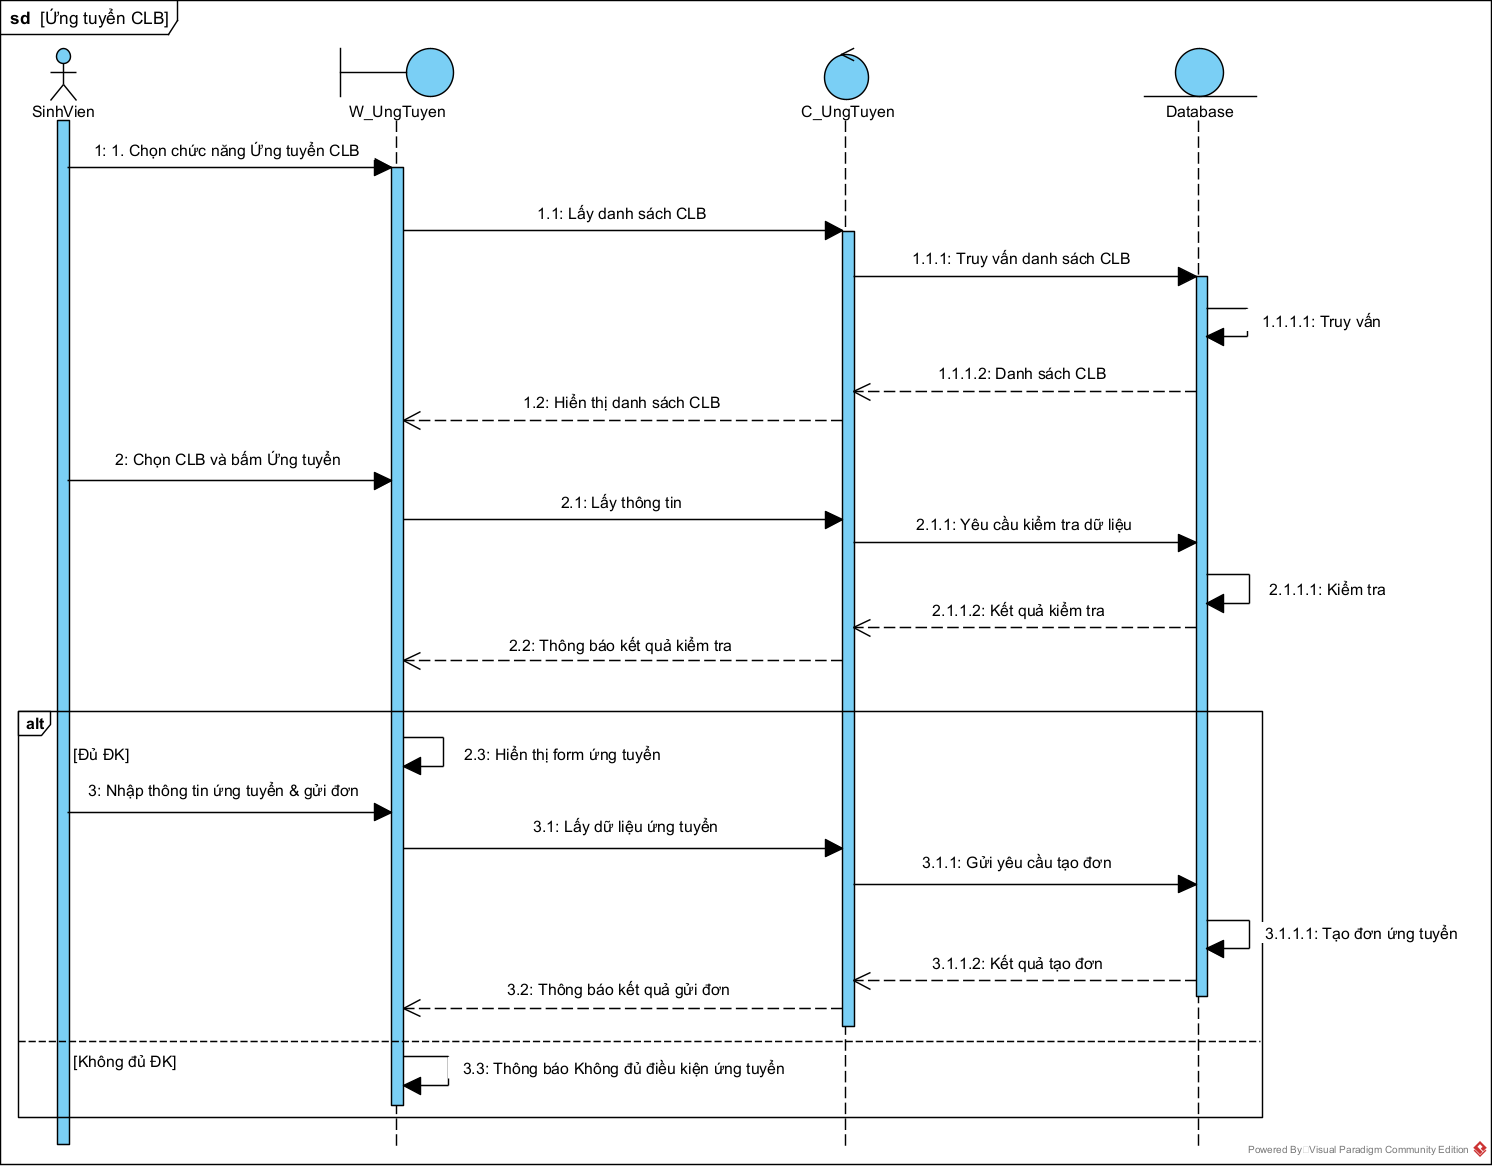 sd [Ứng tuyển CLB]
SinhVien
W_UngTuyen
C_UngTuyen
Database
1: 1. Chọn chức năng Ứng tuyển CLB
1.1: Lấy danh sách CLB
1.1.1: Truy vấn danh sách CLB
1.1.1.1: Truy vấn
1.1.1.2: Danh sách CLB
1.2: Hiển thị danh sách CLB
2: Chọn CLB và bấm Ứng tuyển
2.1: Lấy thông tin
2.1.1: Yêu cầu kiểm tra dữ liệu
2.1.1.1: Kiểm tra
2.1.1.2: Kết quả kiểm tra
2.2: Thông báo kết quả kiểm tra
alt
[Đủ ĐK]
2.3: Hiển thị form ứng tuyển
3: Nhập thông tin ứng tuyển & gửi đơn
3.1: Lấy dữ liệu ứng tuyển
3.1.1: Gửi yêu cầu tạo đơn
3.1.1.1: Tạo đơn ứng tuyển
3.1.1.2: Kết quả tạo đơn
3.2: Thông báo kết quả gửi đơn
[Không đủ ĐK]
3.3: Thông báo Không đủ điều kiện ứng tuyển
Powered By Visual Paradigm Community Edition